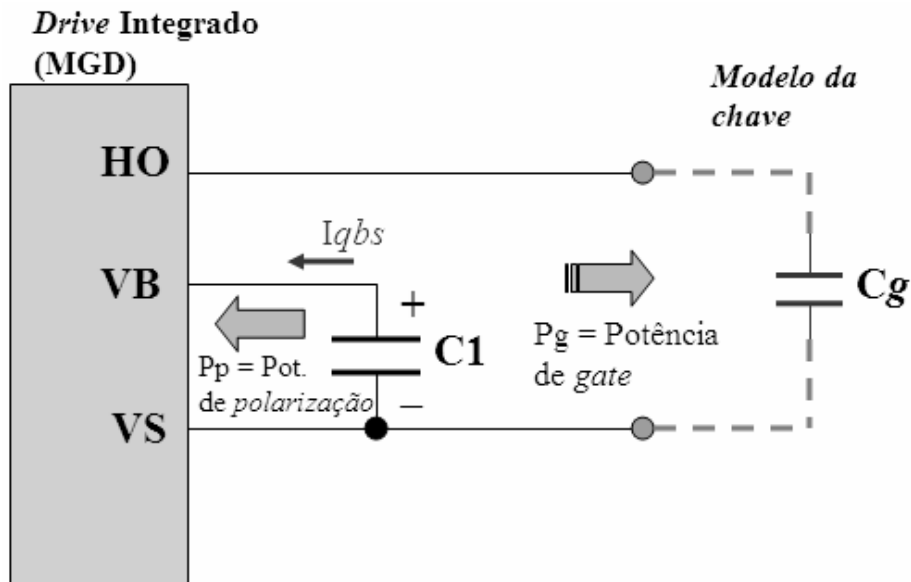 Drive Integrado
(MGD)
Modelo da
chave
HO
Iqbs
VB
+
C1
Cg
Pp = Pot.
de polarização
Pg = Potência
de gate
–
VS